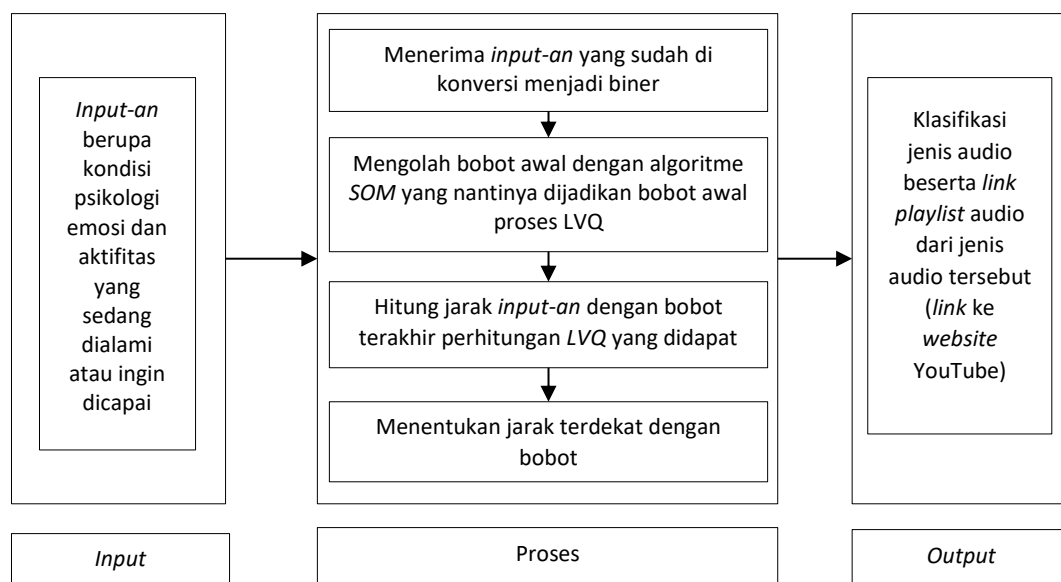 Input-an
berupa
kondisi
psikologi
emosi dan
aktifitas
yang
sedang
dialami
atau ingin
dicapai
Menerima input-an yang sudah di
konversi menjadi biner
Mengolah bobot awal dengan algoritme
SOM yang nantinya dijadikan bobot awal
proses LVQ
Hitung jarak input-an dengan bobot
terakhir perhitungan LVQ yang didapat
Menentukan jarak terdekat dengan
bobot
Klasifikasi
jenis audio
beserta link
playlist audio
dari jenis
audio tersebut
(link ke
website
YouTube)
Input
Proses
Output